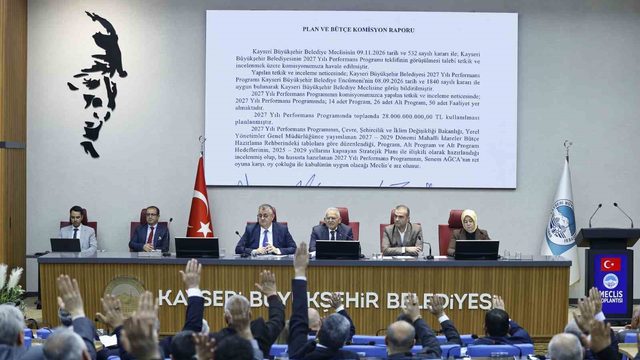 PLAN VE BÜTÇE KOMİSYON RAPORU
Kayseri Büyükşehir Belediye Meclisinin 09.11.2026 tarih ve 532 sayılı kararı ile, Kayseri
Büyükşehir Belediyesinin 2027 Yılı Performans Programı teklifinin görüşülmesi talebi tetkik ve
incelenmek üzere komisyonumuza havale edilmiştir.
Yapılan tetkik ve inceleme neticesinde, Kayseri Büyükşehir Belediyesi 2027 Yılı Performans
Programı Kayseri Büyükşehir Belediye Encümeni'nin 08.09.2026 tarih ve 1840 sayılı kararı ile
uygun bulunarak Kayseri Büyükşehir Belediye Meclisine görüş bildirilmiştir.
2027 Yılı Performans Programının komisyonumuzca yapılan tetkik ve inceleme neticesinde;
2027 Yılı Performans Programında; 14 adet Program, 26 adet Alt Program, 50 adet Faaliyet yer
almaktadır.
2027 Yılı Performans Programında toplamda 28.000.000.000,00 TL kullanılması
planlanmıştır.
2027 Yılı Performans Programının, Çevre, Şehircilik ve İklim Değişikliği Bakanlığı, Yerel
Yönetimler Genel Müdürlüğünce yayımlanan 2027 – 2029 Dönemi Mahalli İdareler Bütçe
Hazırlama Rehberindeki tablolara göre düzenlendiği, Program, Alt Program ve Alt Program
Hedeflerinin, 2025 – 2029 yıllarını kapsayan Stratejik Planı ile ilişkili olarak hazırlandığı
incelenmiş olup, bu hususta hazırlanan 2027 Yılı Performans Programının, Senem AĞCA'nın ret
oyuna karşı, oy çokluğu ile kabulünün uygun olacağı Meclis'e arz olunur.
KAYSERİ BÜYÜKŞEHİR BELEDİYESİ
MECLİS
TOPLANTISI